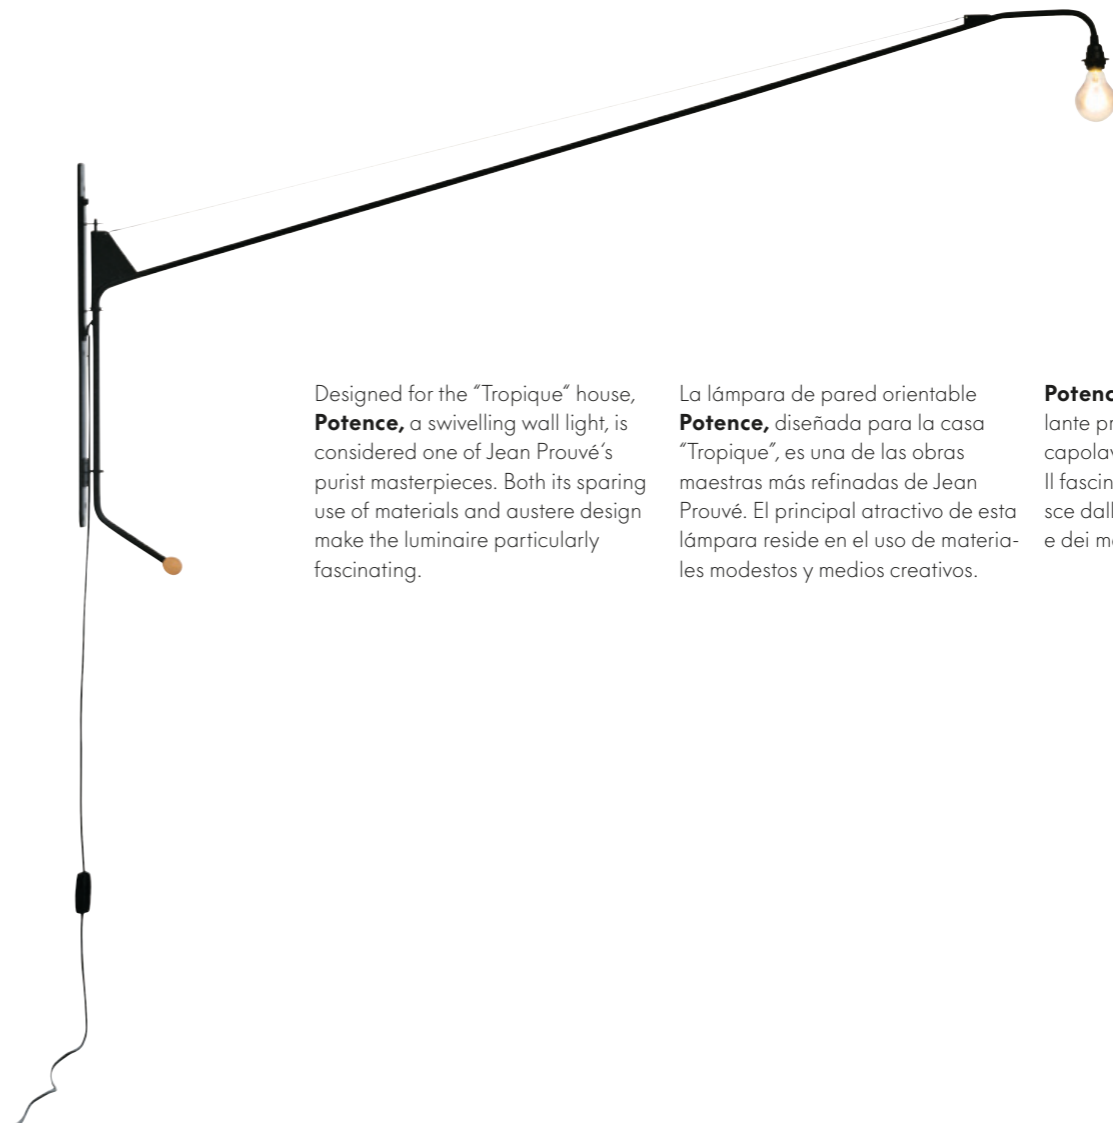 Designed for the “Tropique“ house,
Potence, a swivelling wall light, is
considered one of Jean Prouvé’s
purist masterpieces. Both its sparing
use of materials and austere design
make the luminaire particularly
fascinating.
La lámpara de pared orientable
Potence, diseñada para la casa
“Tropique“, es una de las obras
maestras más refinadas de Jean
Prouvé. El principal atractivo de esta
lámpara reside en el uso de materia-
les modestos y medios creativos.
lante
Il
e dei